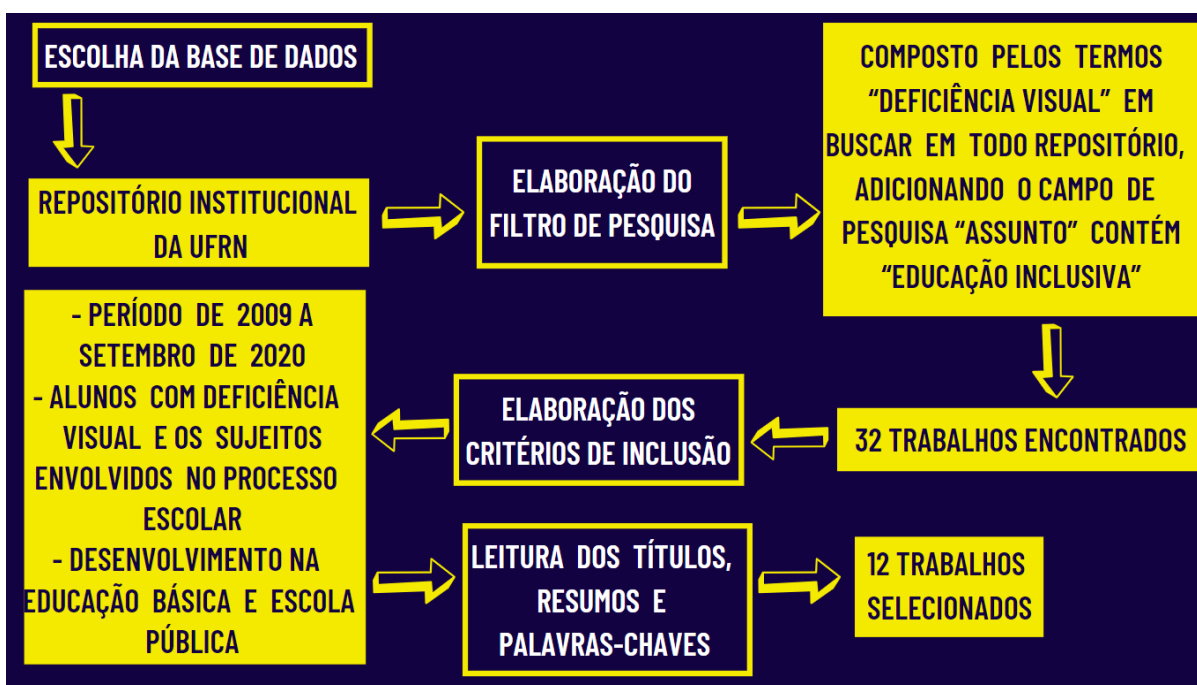 ESCOLHA DA BASE DE DADOS
REPOSITÓRIO INSTITUCIONAL
DA UFRN
ELABORAÇÃO DO
FILTRO DE PESQUISA
COMPOSTO PELOS TERMOS
“DEFICIÊNCIA VISUAL” EM
BUSCAR EM TODO REPOSITÓRIO,
ADICIONANDO O CAMPO DE
PESQUISA “ASSUNTO” CONTÉM
“EDUCAÇÃO INCLUSIVA”
32 TRABALHOS ENCONTRADOS
ELABORAÇÃO DOS
CRITÉRIOS DE INCLUSÃO
- PERÍODO DE 2009 A
SETEMBRO DE 2020
- ALUNOS COM DEFICIÊNCIA
VISUAL E OS SUJEITOS
ENVOLVIDOS NO PROCESSO
ESCOLAR
- DESENVOLVIMENTO NA
EDUCAÇÃO BÁSICA E ESCOLA
PÚBLICA
LEITURA DOS TÍTULOS,
RESUMOS E
PALAVRAS-CHAVES
12 TRABALHOS
SELECIONADOS